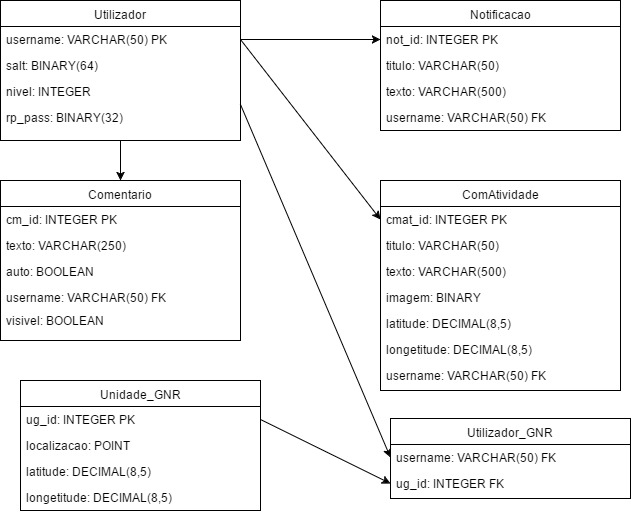 Utilizador
username: VARCHAR(50) PK
salt: BINARY(64)
nivel: INTEGER
rp_pass: BINARY(32)
Notificacao
not_id: INTEGER PK
titulo: VARCHAR(50)
texto: VARCHAR(500)
username: VARCHAR(50) FK
Comentario
cm_id: INTEGER PK
texto: VARCHAR(250)
auto: BOOLEAN
username: VARCHAR(50) FK
visivel: BOOLEAN
ComAtividade
cmat_id: INTEGER PK
titulo: VARCHAR(50)
texto: VARCHAR(500)
imagem: BINARY
latitude: DECIMAL(8,5)
longetitude: DECIMAL(8,5)
username: VARCHAR(50) FK
Unidade_GNR
ug_id: INTEGER PK
localizacao: POINT
latitude: DECIMAL(8,5)
longetitude: DECIMAL(8,5)
Utilizador_GNR
username: VARCHAR(50) FK
ug_id: INTEGER FK